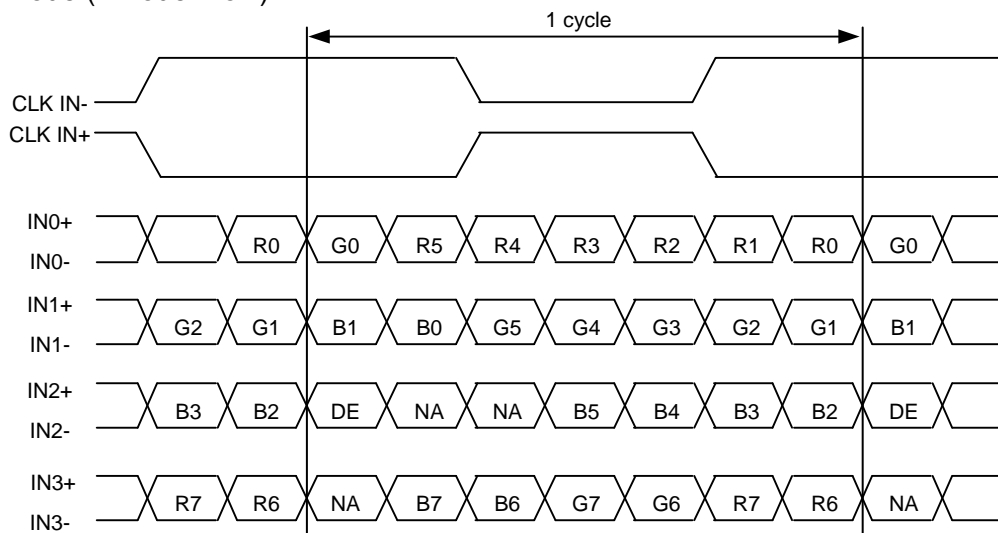 1 cycle
CLK IN-
CLK IN+
IN0+
R0 G0 R5 R4 R3 R2 R1 R0 G0
IN0-
IN1+
G2 G1 B1 B0 G5 G4 G3 G2 G1 B1
IN1-
IN2+
B3 B2 DE NA NA B5 B4 B3 B2 DE
IN2-
IN3+
R7 R6 NA B7 B6 G7 G6 R7 R6 NA
IN3-